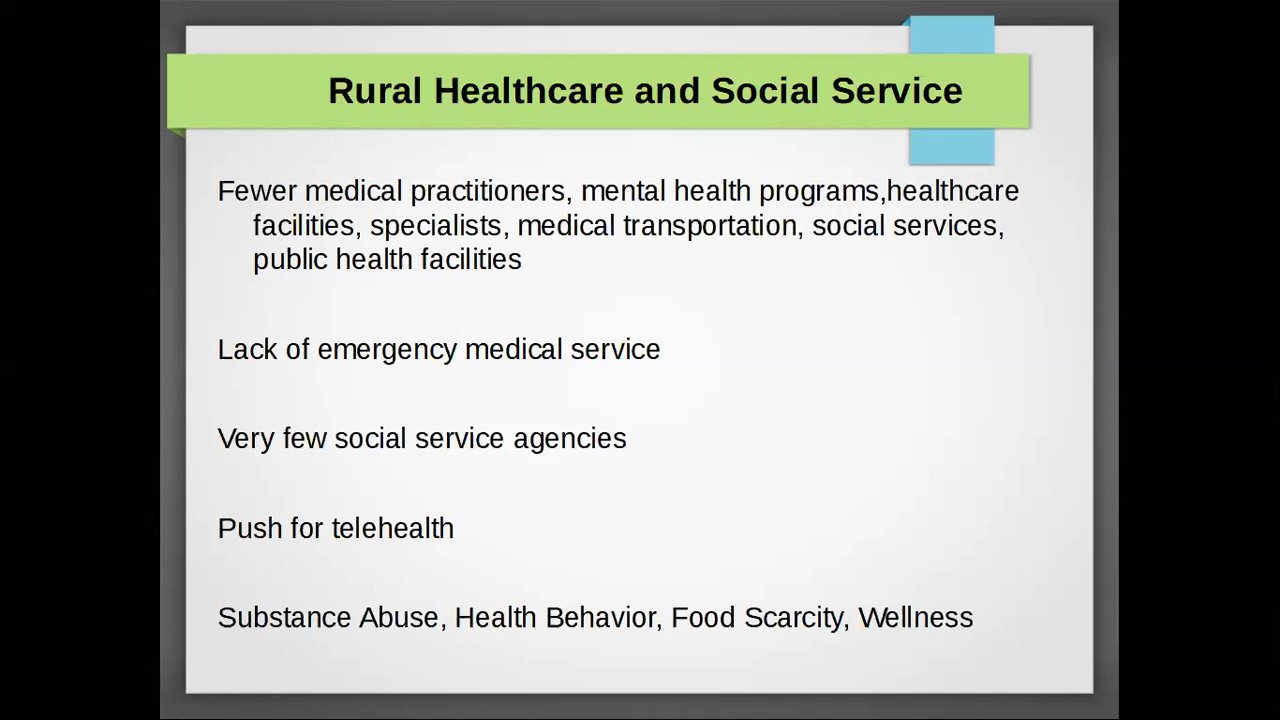 Rural Healthcare and Social Service
Fewer medical practitioners, mental health programs,healthcare
facilities, specialists, medical transportation, social services,
public health facilities
Lack of emergency medical service
Very few social service agencies
Push for telehealth
Substance Abuse, Health Behavior, Food Scarcity, Wellness